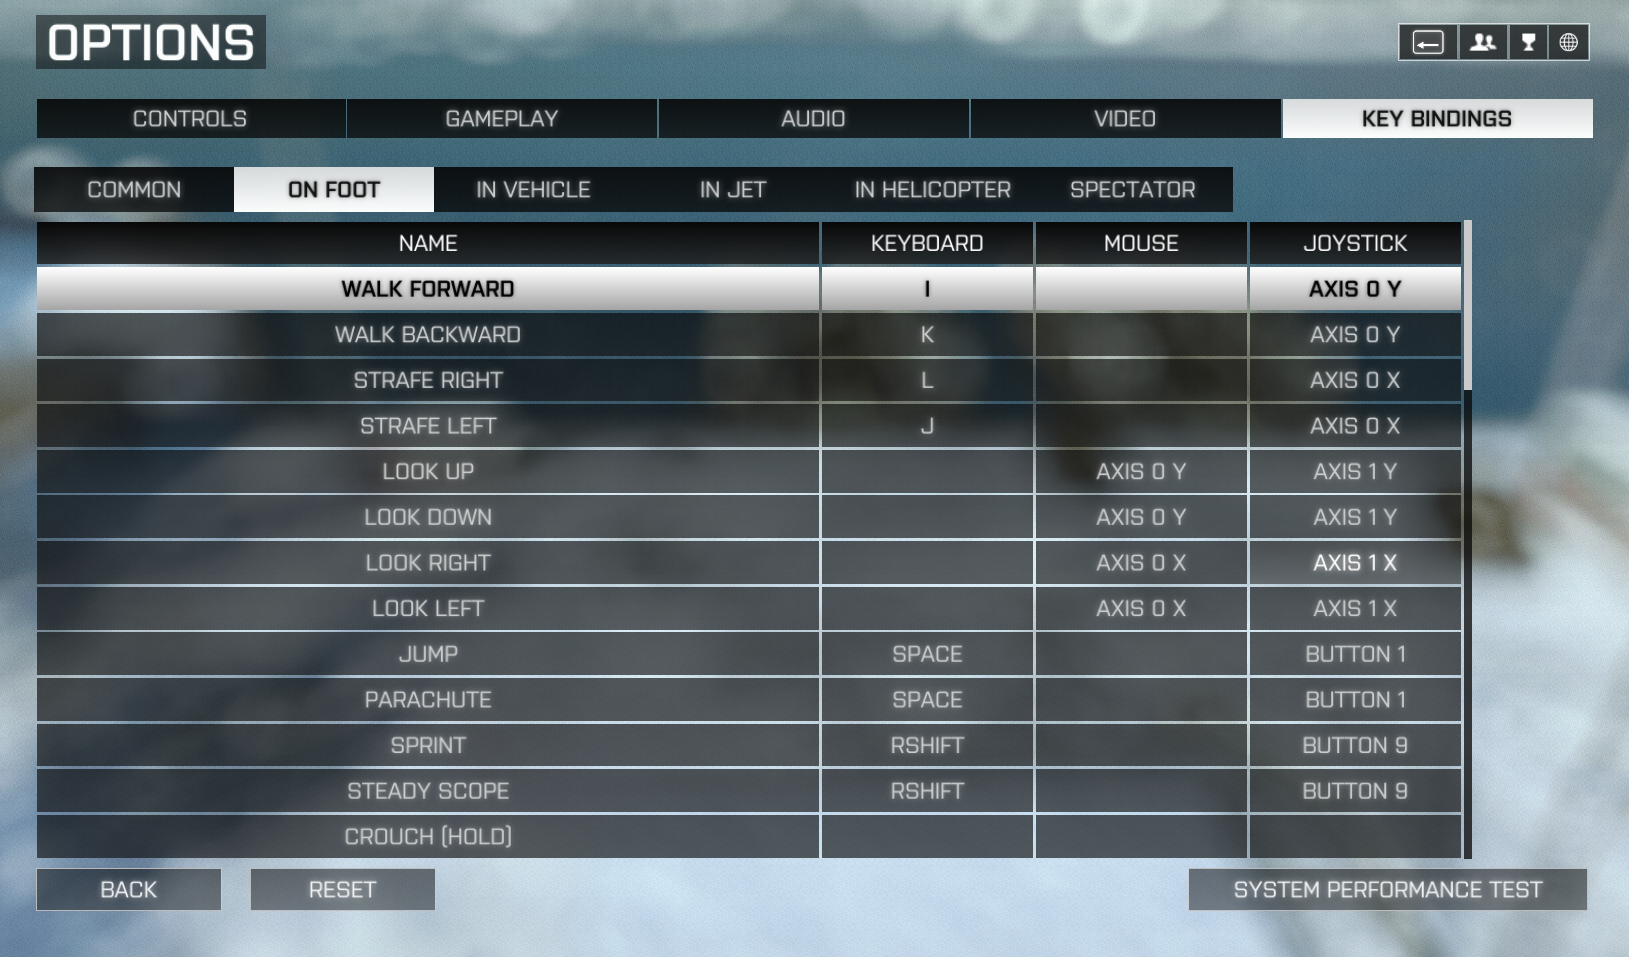 OPTIONS
CONTROLS GAMEPLAY AUDIO VIDEO KEY BINDINGS
COMMON ON FOOT IN VEHICLE IN JET IN HELICOPTER SPECTATOR
NAME KEYBOARD MOUSE JOYSTICK
WALK FORWARD I AXIS 0 Y
WALK BACKWARD K AXIS 0 Y
STRAFE RIGHT L AXIS 0 X
STRAFE LEFT J AXIS 0 X
LOOK UP AXIS 0 Y AXIS 1 Y
LOOK DOWN AXIS 0 Y AXIS 1 Y
LOOK RIGHT AXIS 0 X AXIS 1 X
LOOK LEFT AXIS 0 X AXIS 1 X
JUMP SPACE BUTTON 1
PARACHUTE SPACE BUTTON 1
SPRINT RSHIFT BUTTON 9
STEADY SCOPE RSHIFT BUTTON 9
CROUCH (HOLD)
BACK RESET SYSTEM PERFORMANCE TEST